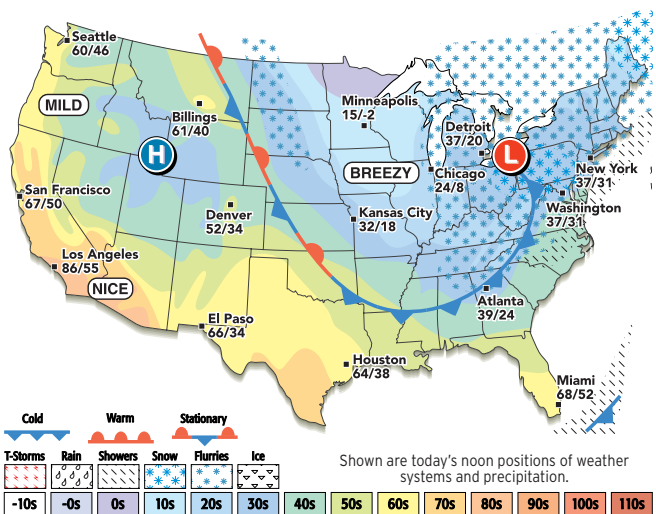 Seattle
60/46
MILD
Billings
61/40
H
Minneapolis
15/-2
Detroit
37/20
L
BREEZY
Chicago
24/8
New York
37/31
San Francisco
67/50
Denver
52/34
Kansas City
32/18
Washington
37/31
Los Angeles
86/55
NICE
Atlanta
39/24
El Paso
66/34
Houston
64/38
Miami
68/52
Cold
Warm
Stationary
T-Storms
Rain
Showers
Snow
Flurries
Ice
Shown are today's noon positions of weather
systems and precipitation.
-10s
-0s
0s
10s
20s
30s
40s
50s
60s
70s
80s
90s
100s
110s